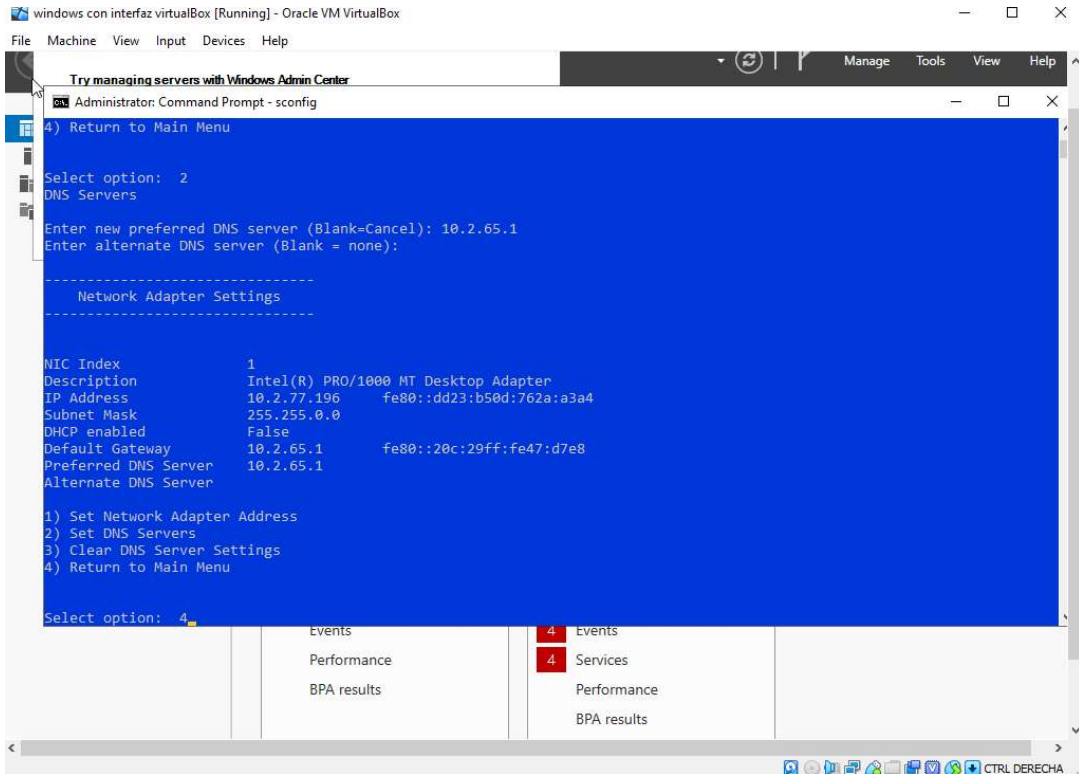 windows con interfaz virtualBox [Running] - Oracle VM VirtualBox
File Machine View Input Devices Help
Manage Tools View Help
Try managing servers with Windows Admin Center
Administrator: Command Prompt - sconfig
4) Return to Main Menu
Select option: 2
DNS Servers
Enter new preferred DNS server (Blank=Cancel): 10.2.65.1
Enter alternate DNS server (Blank = none):
--------------------------------
Network Adapter Settings
--------------------------------
NIC Index 1
Description Intel(R) PRO/1000 MT Desktop Adapter
IP Address 10.2.77.196 fe80::dd23:b50d:762a:a3a4
Subnet Mask 255.255.0.0
DHCP enabled False
Default Gateway 10.2.65.1 fe80::20c:29ff:fe47:d7e8
Preferred DNS Server 10.2.65.1
Alternate DNS Server
1) Set Network Adapter Address
2) Set DNS Servers
3) Clear DNS Server Settings
4) Return to Main Menu
Select option: 4
Events
Performance
BPA results
4 Events
4 Services
Performance
BPA results
CTRL DERECHA